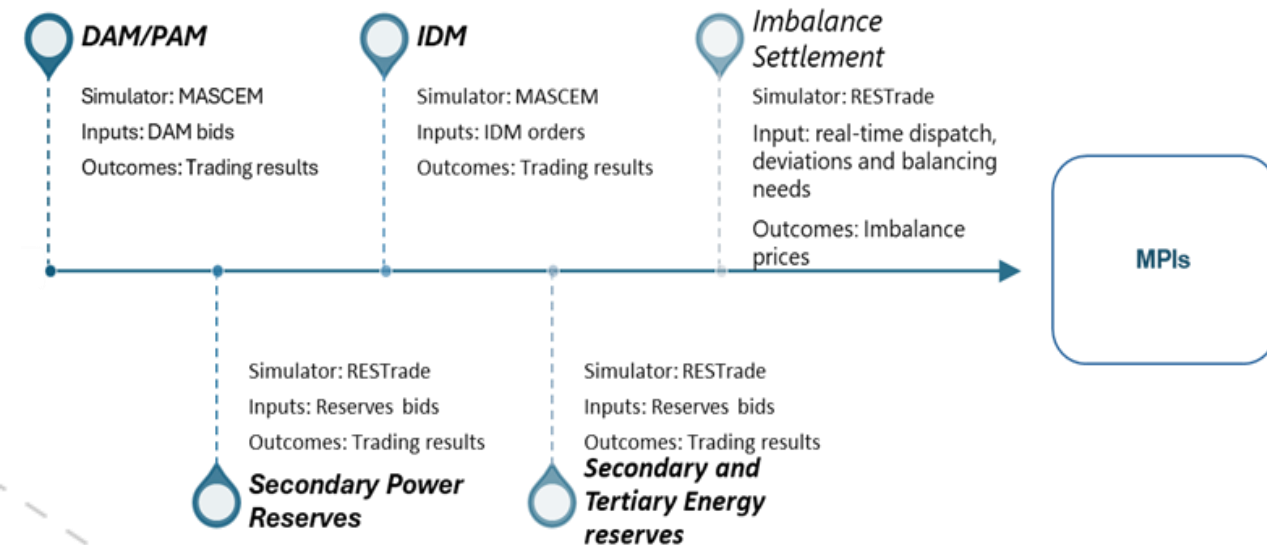 DAM/PAM
Simulator: MASCEM
Inputs: DAM bids
Outcomes: Trading results
IDM
Simulator: MASCEM
Inputs: IDM orders
Outcomes: Trading results
Imbalance
Settlement
Simulator: RESTrade
Input: real-time dispatch,
deviations and balancing
needs
Outcomes: Imbalance
prices
MPIs
Simulator: RESTrade
Inputs: Reserves bids
Outcomes: Trading results
Secondary Power
Reserves
Simulator: RESTrade
Inputs: Reserves bids
Outcomes: Trading results
Secondary and
Tertiary Energy
reserves